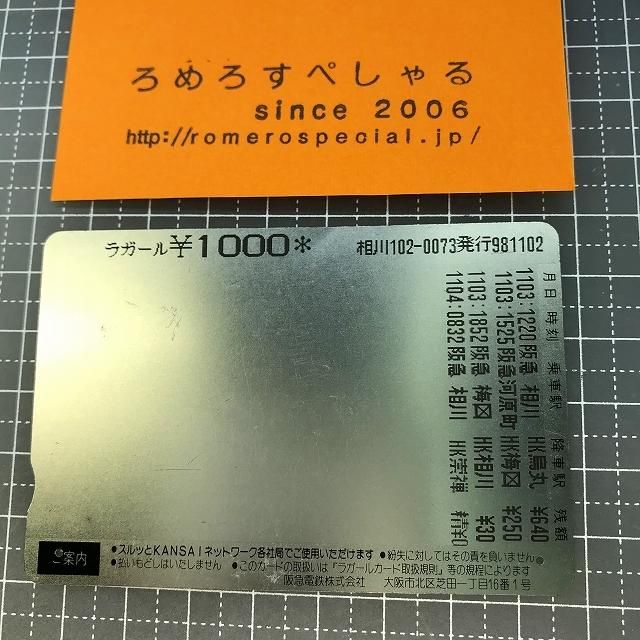 ろめろすぺしゃる
since 2006
http://romerospecial.jp/
ラガール ¥1000* 相川102-0073発行981102
月日 時刻 乗車駅 降車駅 残額
1103:1220阪急 相川 HK烏丸 ¥640
1103:1525阪急河原町 HK梅田 ¥250
1103:1852阪急 梅田 HK相川 ¥30
1104:0832阪急 相川 HK崇禅 精¥0
ご案内
●スルッとKANSAIネットワーク各社局でご使用いただけます ●紛失に対してはその責を負いません
●払いもどしはいたしません ●このカードの取扱いは「ラガールカード取扱規則」等の規程によります
阪急電鉄株式会社 大阪市北区芝田一丁目16番1号